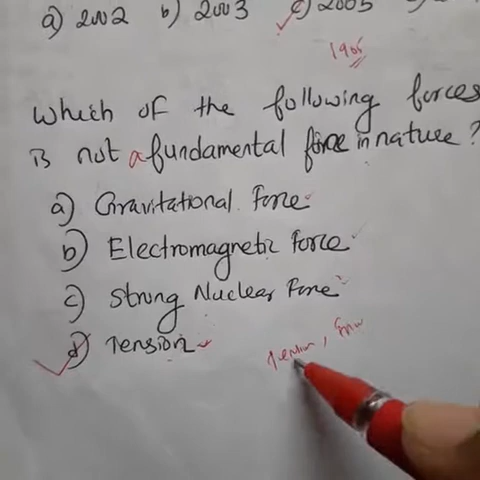 a) 2002 b) 2003 c) 2005
1905
Which of the following forces
is not a fundamental force in nature?
a) Gravitational Force
b) Electromagnetic Force
c) Strong Nuclear Force
d) Tension
Tension,